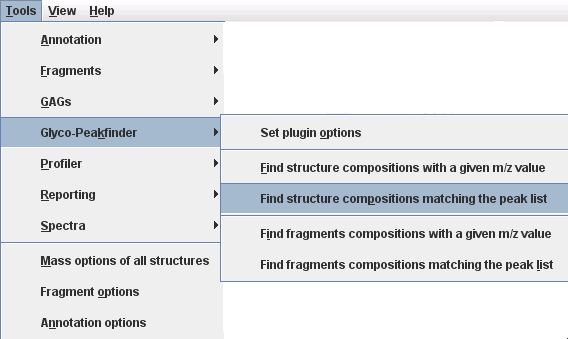 Tools View Help
Annotation
Fragments
GAGs
Glyco-Peakfinder
Set plugin options
Profiler
Find structure compositions with a given m/z value
Reporting
Find structure compositions matching the peak list
Spectra
Find fragments compositions with a given m/z value
Mass options of all structures
Find fragments compositions matching the peak list
Fragment options
Annotation options